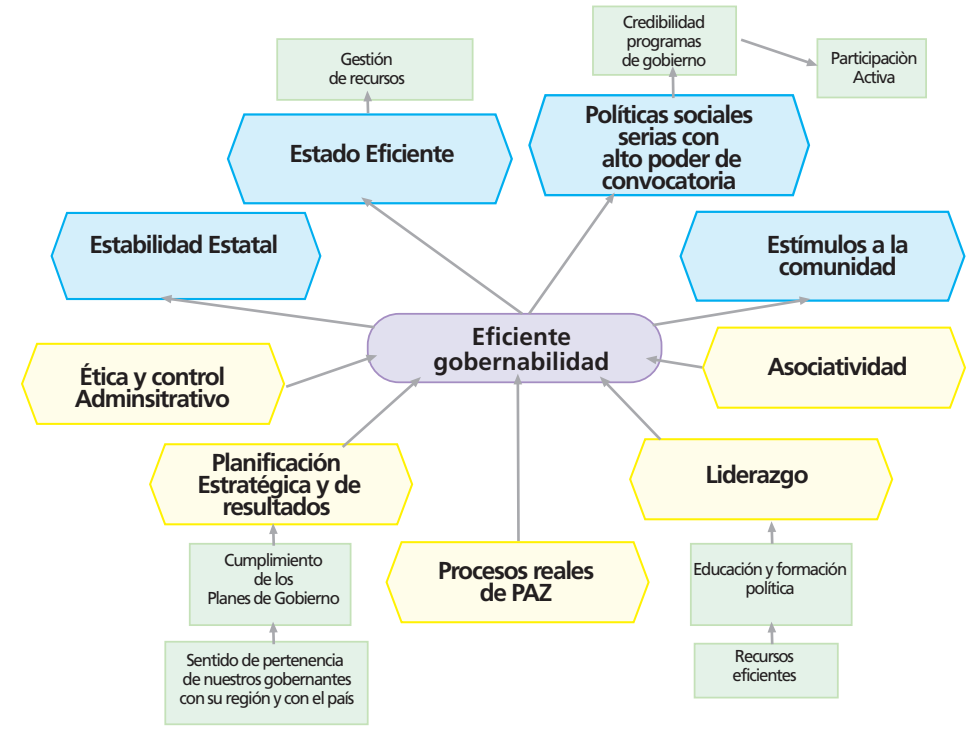 Credibilidad
programas
de gobierno
Participaciòn
Activa
Gestión
de recursos
Políticas sociales
serias con
alto poder de
convocatoria
Estado Eficiente
Estabilidad Estatal
Estímulos a la
comunidad
Eficiente
gobernabilidad
Ética y control
Adminsitrativo
Asociatividad
Planificación
Estratégica y de
resultados
Liderazgo
Procesos reales
de PAZ
Cumplimiento
de los
Planes de Gobierno
Educación y formación
política
Sentido de pertenencia
de nuestros gobernantes
con su región y con el país
Recursos
eficientes